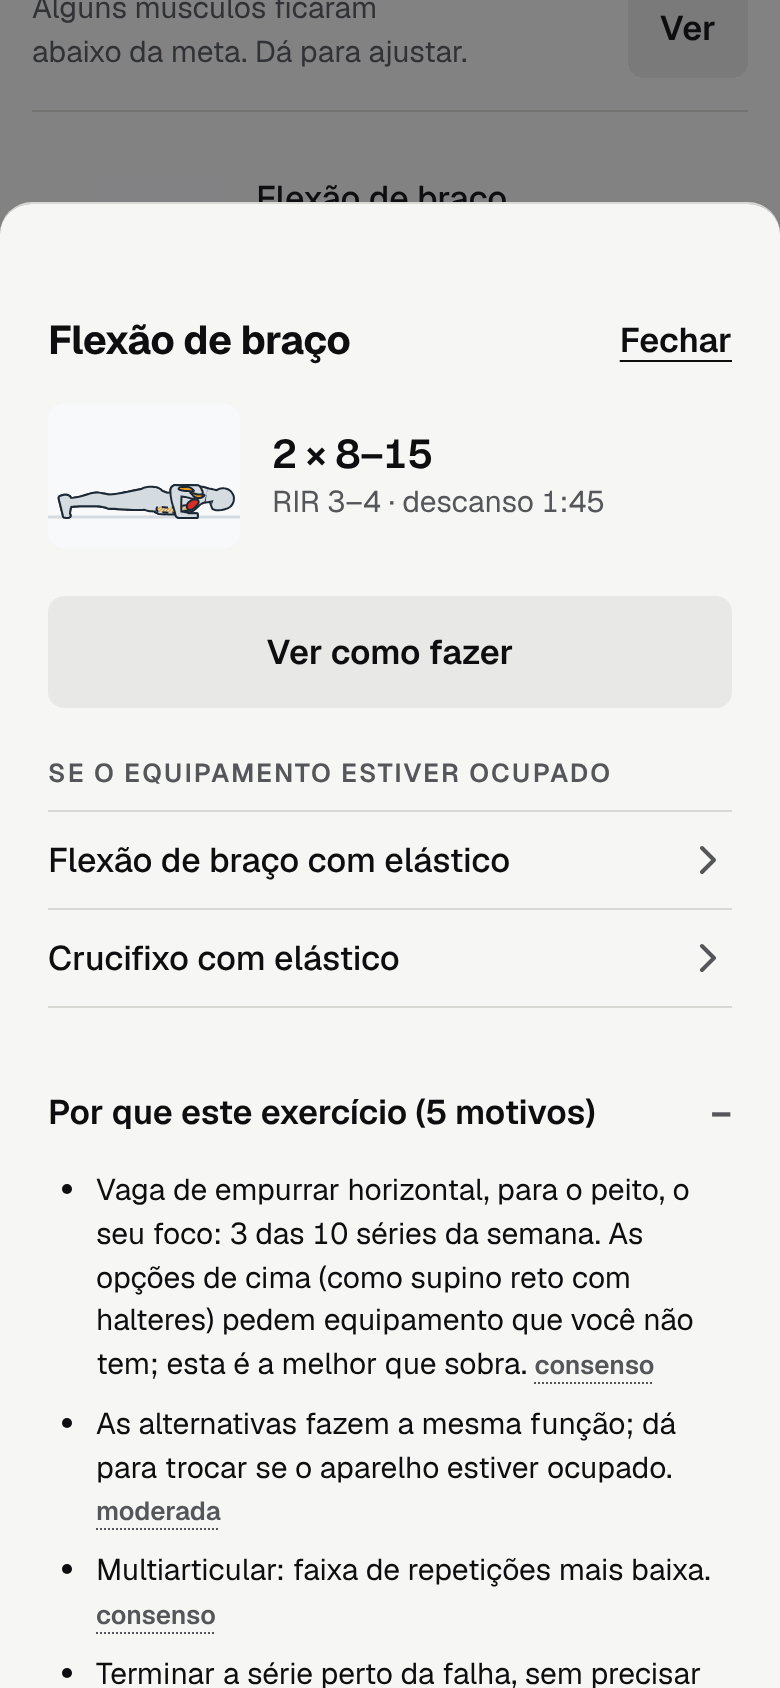 Alguns músculos ficaram
abaixo da meta. Dá para ajustar.
Ver
Flexão de braço
Flexão de braço
Fechar
2 × 8–15
RIR 3–4 · descanso 1:45
Ver como fazer
SE O EQUIPAMENTO ESTIVER OCUPADO
Flexão de braço com elástico
Crucifixo com elástico
Por que este exercício (5 motivos)
• Vaga de empurrar horizontal, para o peito, o
seu foco: 3 das 10 séries da semana. As
opções de cima (como supino reto com
halteres) pedem equipamento que você não
tem; esta é a melhor que sobra. consenso
• As alternativas fazem a mesma função; dá
para trocar se o aparelho estiver ocupado.
moderada
• Multiarticular: faixa de repetições mais baixa.
consenso
• Terminar a série perto da falha, sem precisar